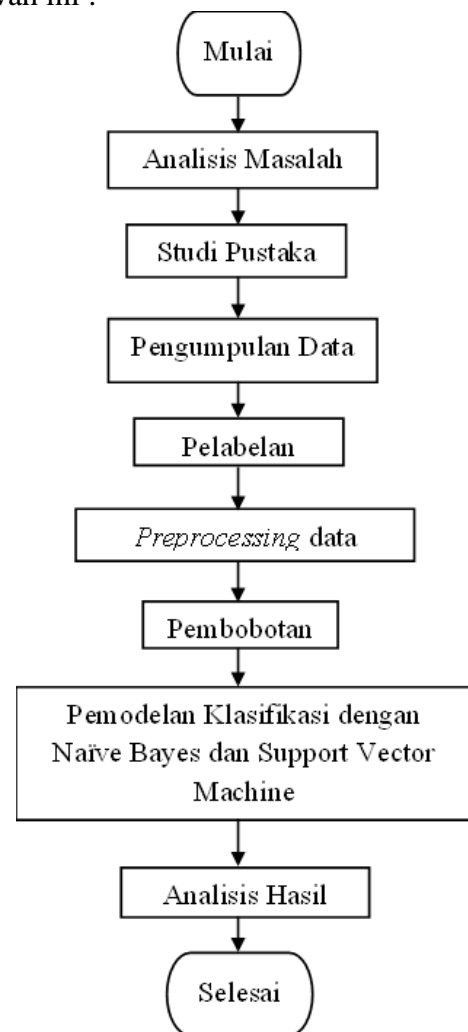 Mulai
Analisis Masalah
Studi Pustaka
Pengumpulan Data
Pelabelan
Preprocessing data
Pembobotan
Pemodelan Klasifikasi dengan
Naïve Bayes dan Support Vector
Machine
Analisis Hasil
Selesai